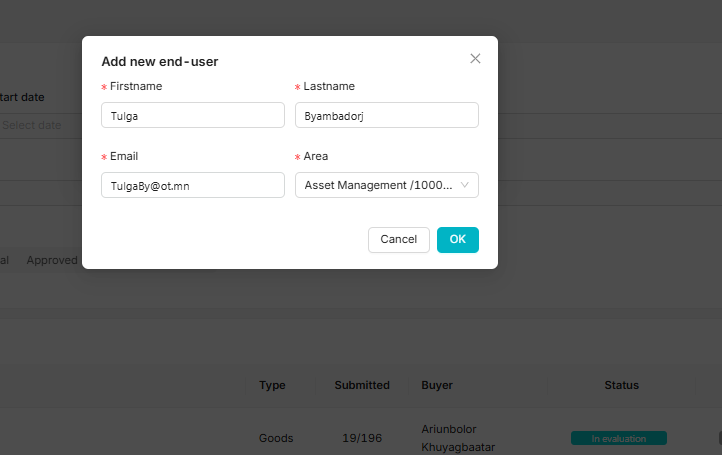 Add new end-user
* Firstname
* Lastname
Tulga
Byambadorj
* Email
* Area
TulgaBy@ot.mn
Asset Management /1000...
Cancel
OK
tart date
Select date
al
Approved
Type
Submitted
Buyer
Status
Goods
19/196
Ariunbolor
Khuyagbaatar
In evaluation